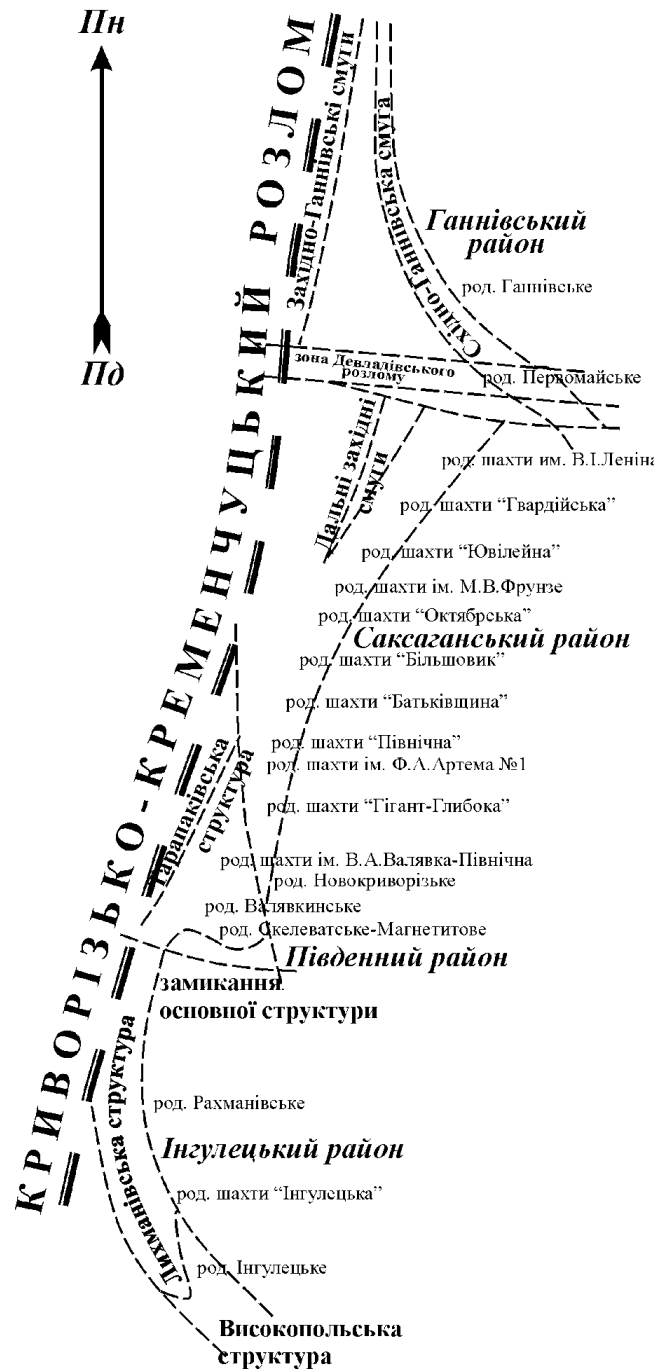 Пн
Пд
КРИВОРІЗЬКО-КРЕМЕНЧУЦЬКИЙ РОЗЛОМ
Західно-Ганнівські смуги
Східно-Ганнівська смуга
Ганнівський
район
род. Ганнівське
зона Девладівського
розлому
род. Первомайське
Дальні західні
смуги
род. шахти им. В.І.Леніна
род. шахти “Гвардійська”
род. шахти “Ювілейна”
род. шахти ім. М.В.Фрунзе
род. шахти “Октябрська”
Саксаганський район
род. шахти “Більшовик”
род. шахти “Батьківщина”
род. шахти “Північна”
род. шахти ім. Ф.А.Артема №1
Тарапаківська
структура
род. шахти “Гігант-Глибока”
род. шахти ім. В.А.Валявка-Північна
род. Новокриворізьке
род. Валявкинське
род. Скелеватське-Магнетитове
Південний район
замикання
основної структури
Лихманівська структура
род. Рахманівське
Інгулецький район
род. шахти “Інгулецька”
род. Інгулецьке
Високопольська
структура